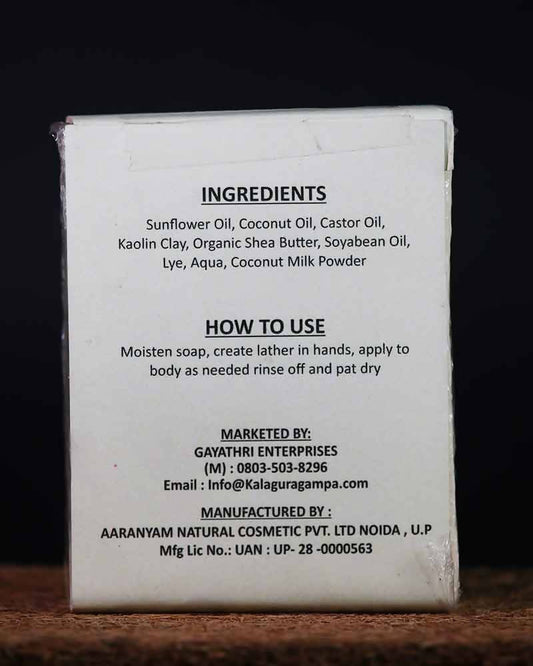 INGREDIENTS
Sunflower Oil, Coconut Oil, Castor Oil,
Kaolin Clay, Organic Shea Butter, Soyabean Oil,
Lye, Aqua, Coconut Milk Powder
HOW TO USE
Moisten soap, create lather in hands, apply to
body as needed rinse off and pat dry
MARKETED BY:
GAYATHRI ENTERPRISES
(M) : 0803-503-8296
Email : Info@Kalaguragampa.com
MANUFACTURED BY :
AARANYAM NATURAL COSMETIC PVT. LTD NOIDA , U.P
Mfg Lic No.: UAN : UP- 28 -0000563